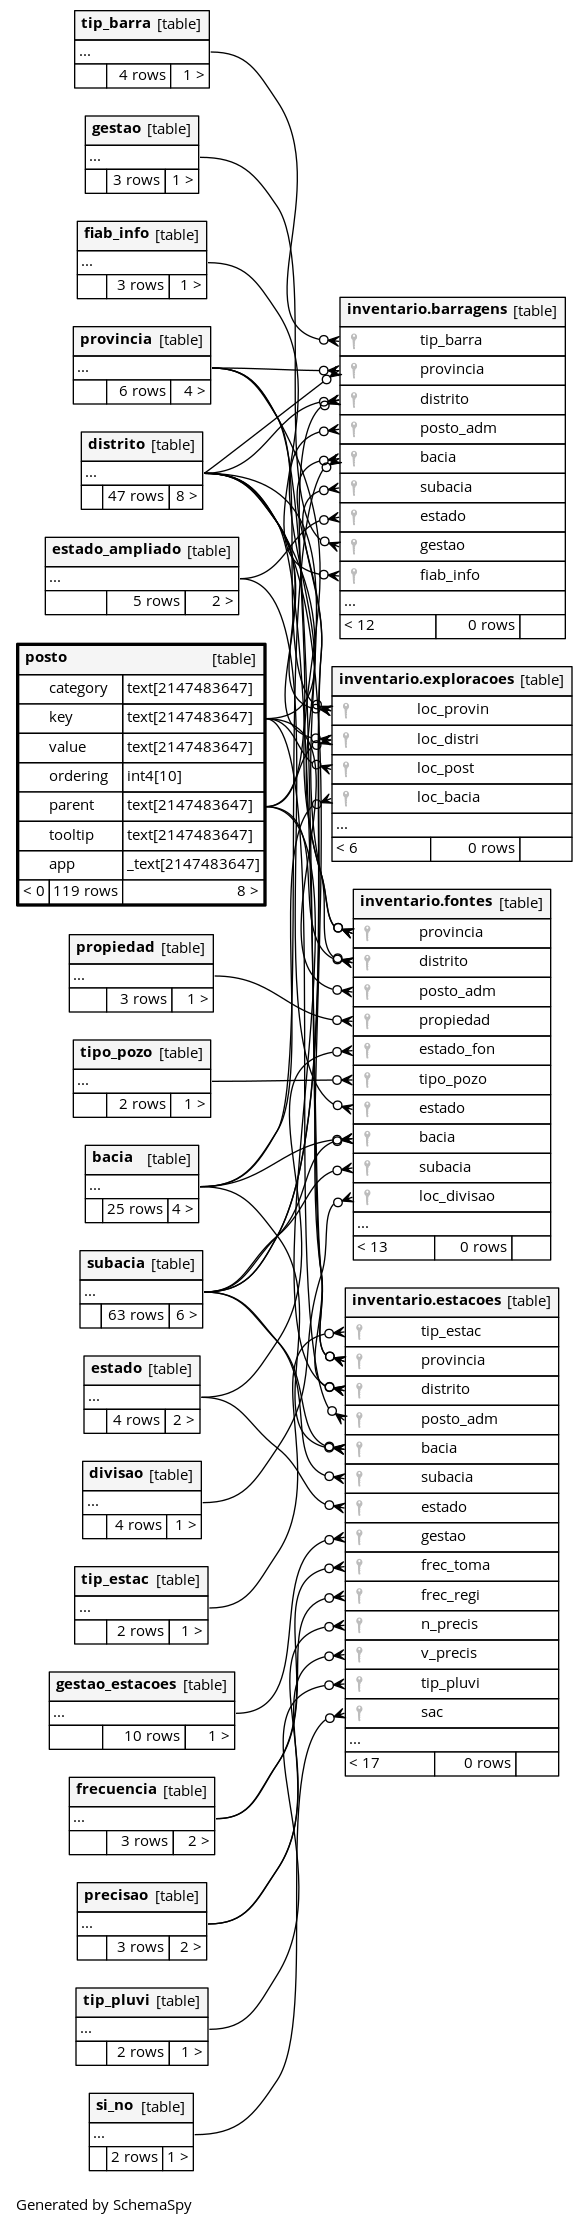 tip_barra [table]
...
4 rows 1 >
gestao [table]
...
3 rows 1 >
fiab_info [table]
...
3 rows 1 >
provincia [table]
...
6 rows 4 >
distrito [table]
...
47 rows 8 >
estado_ampliado [table]
...
5 rows 2 >
posto [table]
category text[2147483647]
key text[2147483647]
value text[2147483647]
ordering int4[10]
parent text[2147483647]
tooltip text[2147483647]
app _text[2147483647]
< 0 119 rows 8 >
propiedad [table]
...
3 rows 1 >
tipo_pozo [table]
...
2 rows 1 >
bacia [table]
...
25 rows 4 >
subacia [table]
...
63 rows 6 >
estado [table]
...
4 rows 2 >
divisao [table]
...
4 rows 1 >
tip_estac [table]
...
2 rows 1 >
gestao_estacoes [table]
...
10 rows 1 >
frecuencia [table]
...
3 rows 2 >
precisao [table]
...
3 rows 2 >
tip_pluvi [table]
...
2 rows 1 >
si_no [table]
...
2 rows 1 >
inventario.barragens [table]
tip_barra
provincia
distrito
posto_adm
bacia
subacia
estado
gestao
fiab_info
...
< 12 0 rows
inventario.exploracoes [table]
loc_provin
loc_distri
loc_post
loc_bacia
...
< 6 0 rows
inventario.fontes [table]
provincia
distrito
posto_adm
propiedad
estado_fon
tipo_pozo
estado
bacia
subacia
loc_divisao
...
< 13 0 rows
inventario.estacoes [table]
tip_estac
provincia
distrito
posto_adm
bacia
subacia
estado
gestao
frec_toma
frec_regi
n_precis
v_precis
tip_pluvi
sac
...
< 17 0 rows
Generated by SchemaSpy